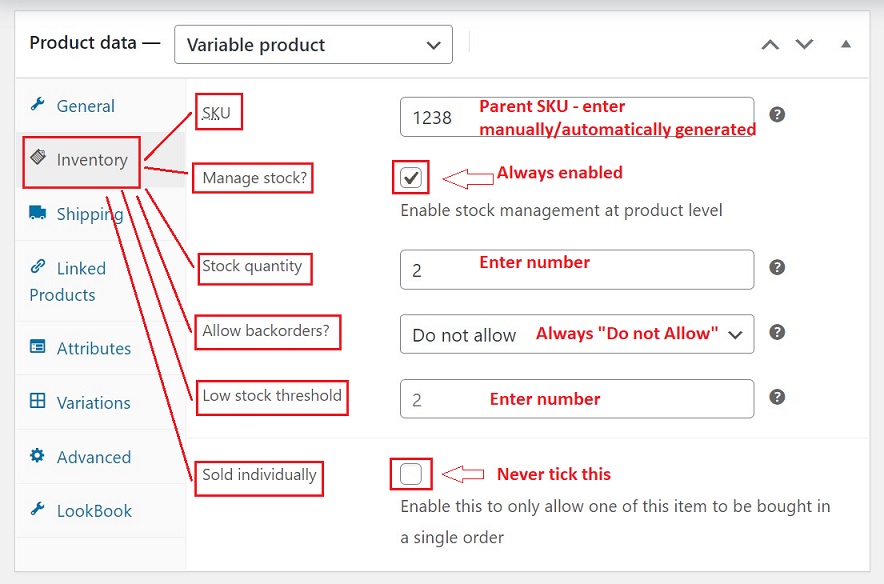 Product data — Variable product
General
Inventory
Shipping
Linked
Products
Attributes
Variations
Advanced
LookBook
SKU
1238 Parent SKU - enter
manually/automatically generated
Manage stock?
Always enabled
Enable stock management at product level
Stock quantity
2 Enter number
Allow backorders?
Do not allow Always "Do not Allow"
Low stock threshold
2 Enter number
Sold individually
Never tick this
Enable this to only allow one of this item to be bought in
a single order